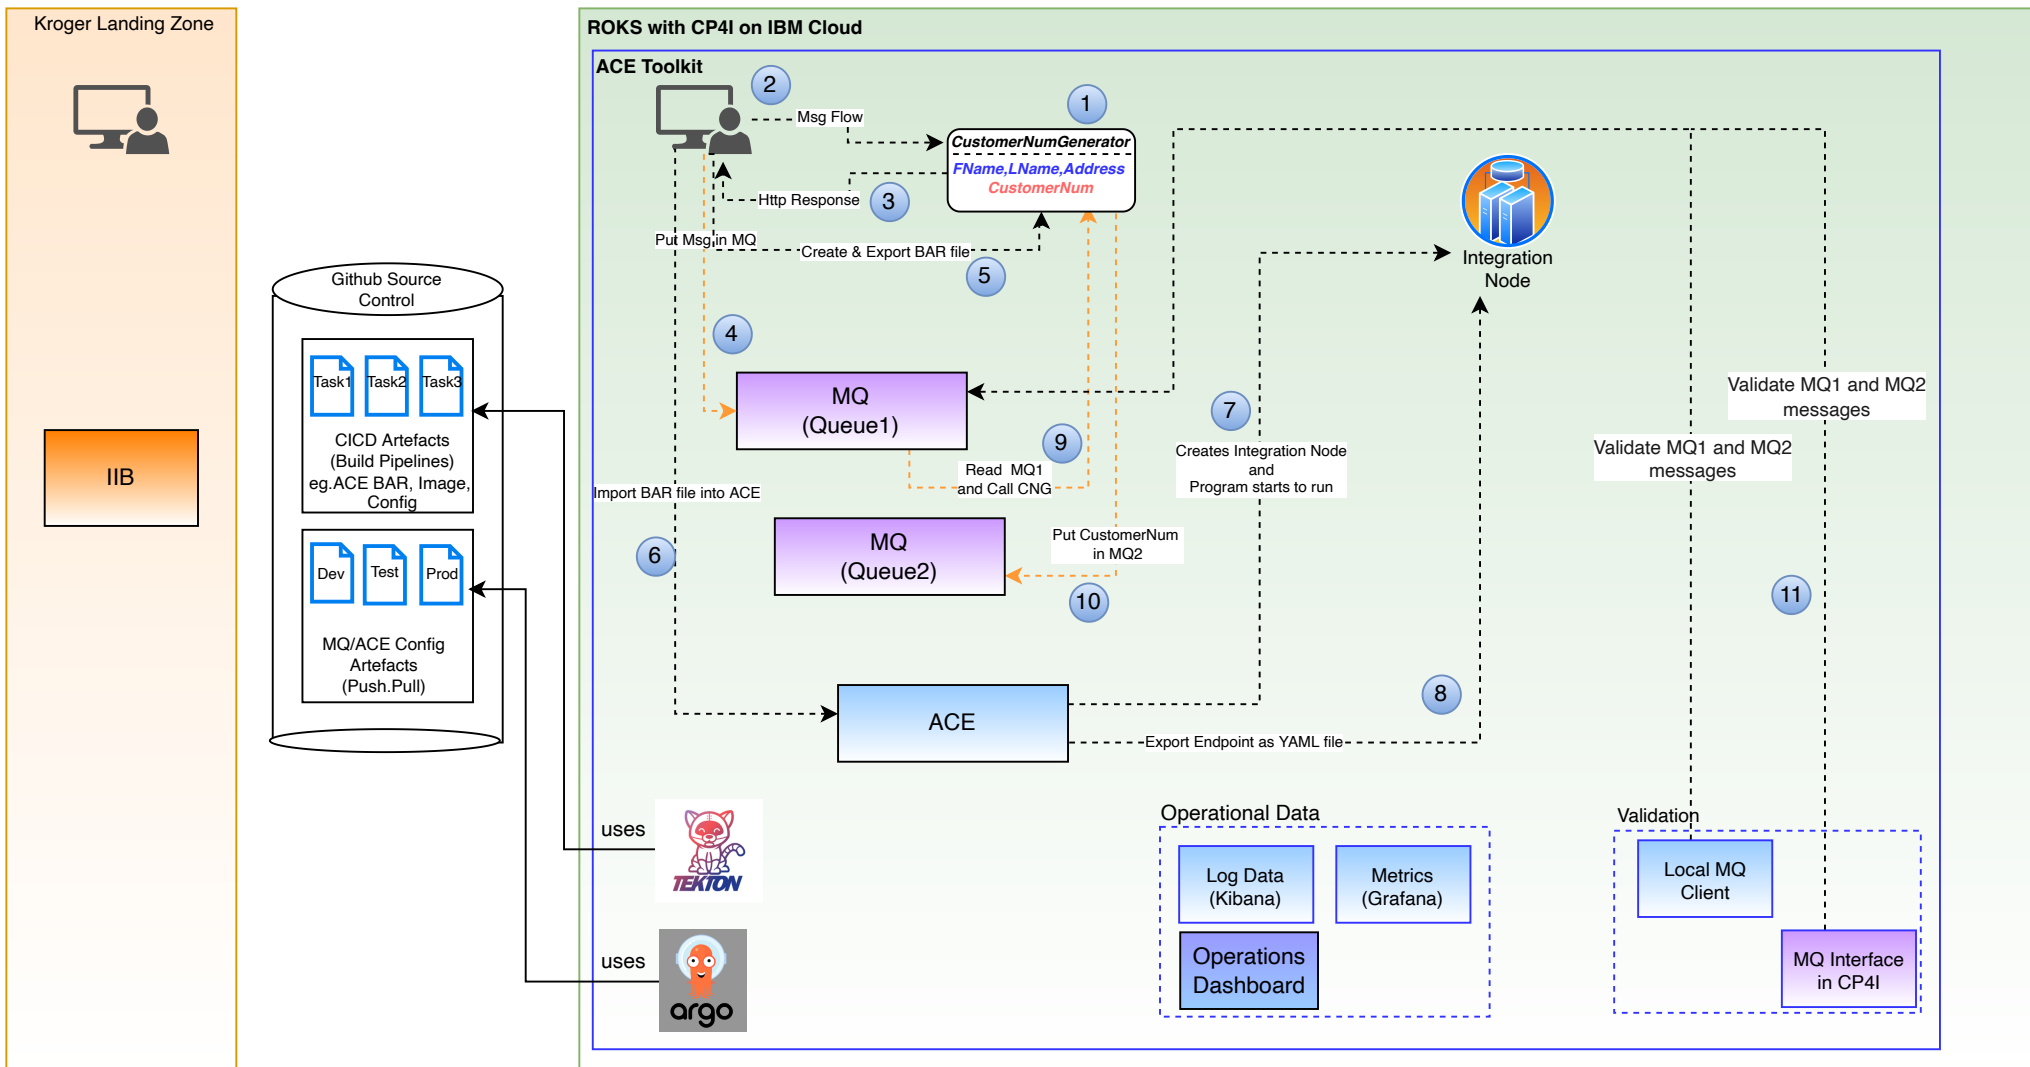 Kroger Landing Zone
IIB
Github Source
Control
Task1
Task2
Task3
CICD Artefacts
(Build Pipelines)
eg.ACE BAR, Image,
Config
Dev
Test
Prod
MQ/ACE Config
Artefacts
(Push.Pull)
ROKS with CP4I on IBM Cloud
ACE Toolkit
2
Msg Flow
1
CustomerNumGenerator
FName,LName,Address
CustomerNum
Http Response
3
Put Msg in MQ
Create & Export BAR file
5
4
MQ
(Queue1)
9
Read MQ1
and Call CNG
Import BAR file into ACE
6
MQ
(Queue2)
Put CustomerNum
in MQ2
10
Integration
Node
7
Creates Integration Node
and
Program starts to run
Validate MQ1 and MQ2
messages
Validate MQ1 and MQ2
messages
11
8
ACE
Export Endpoint as YAML file
uses
TEKTON
uses
argo
Operational Data
Log Data
(Kibana)
Metrics
(Grafana)
Operations
Dashboard
Validation
Local MQ
Client
MQ Interface
in CP4I